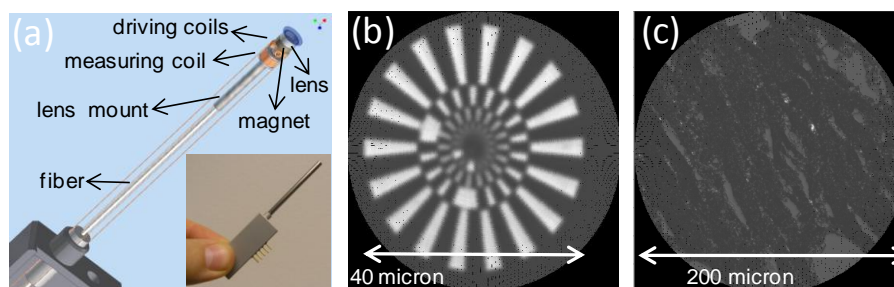 (a)
driving coils
measuring coil
lens
lens mount
magnet
fiber
(b)
40 micron
(c)
200 micron